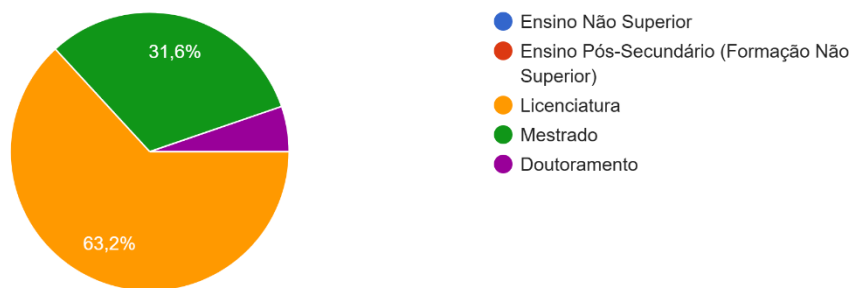 31,6%
63,2%
Ensino Não Superior
Ensino Pós-Secundário (Formação Não
Superior)
Licenciatura
Mestrado
Doutoramento